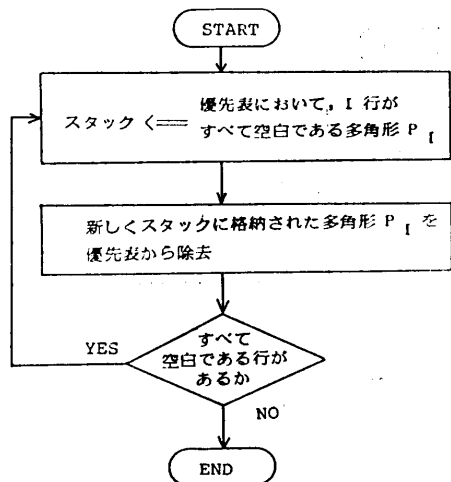 START
優先表において，I 行が
スタック <== すべて空白である多角形 P I
新しくスタックに格納された多角形 P I を
優先表から除去
すべて
YES 空白である行が
あるか
NO
END